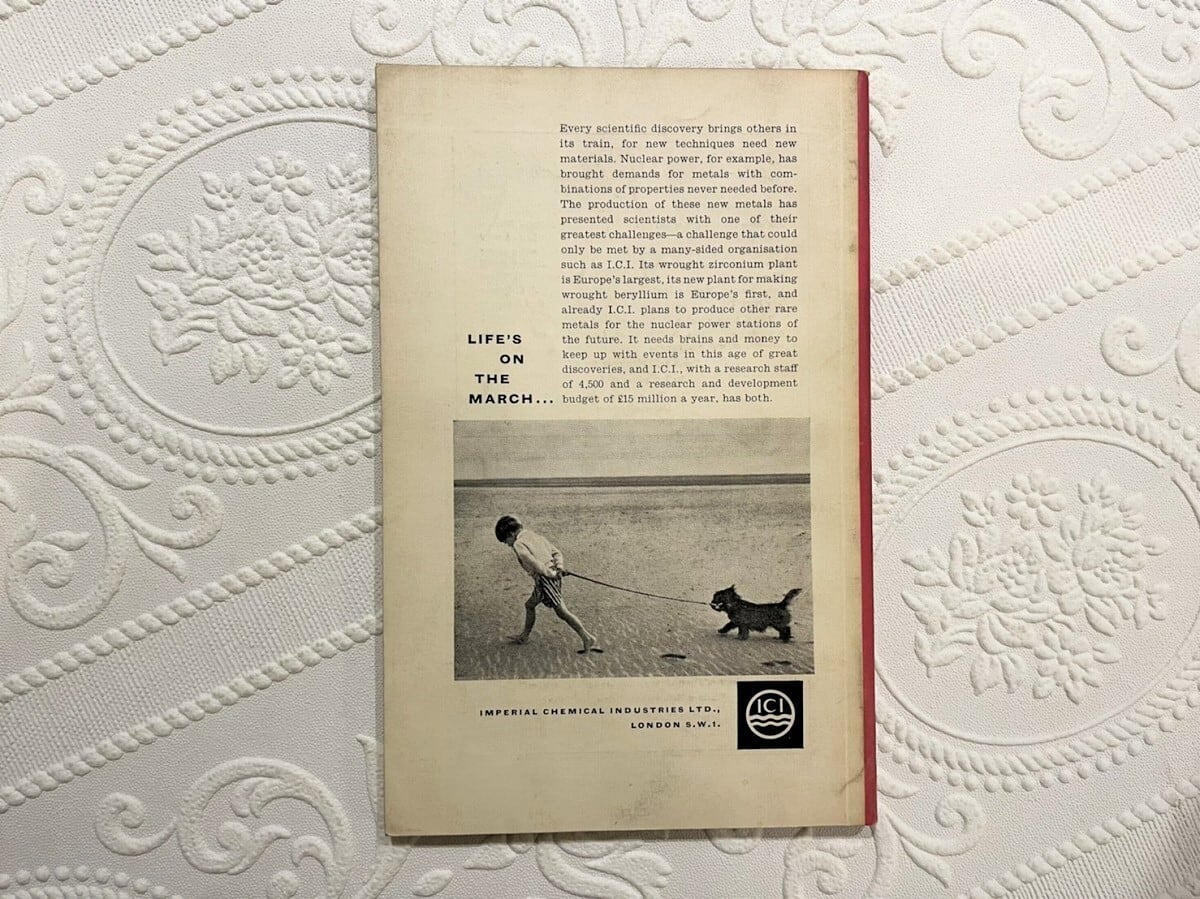 Every scientific discovery brings others in
its train, for new techniques need new
materials. Nuclear power, for example, has
brought demands for metals with com-
binations of properties never needed before.
The production of these new metals has
presented scientists with one of their
greatest challenges—a challenge that could
only be met by a many-sided organisation
such as I.C.I. Its wrought zirconium plant
is Europe's largest, its new plant for making
wrought beryllium is Europe's first, and
already I.C.I. plans to produce other rare
metals for the nuclear power stations of
the future. It needs brains and money to
keep up with events in this age of great
discoveries, and I.C.I., with a research staff
of 4,500 and a research and development
budget of £15 million a year, has both.
LIFE'S
ON
THE
MARCH...
IMPERIAL CHEMICAL INDUSTRIES LTD.,
LONDON S.W.1.
ICI